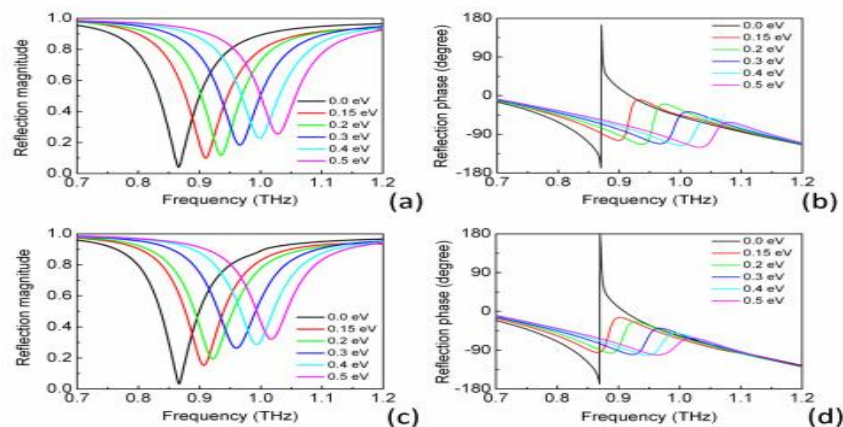 1.0
0.8
0.6
0.4
0.2
0.0
Reflection magnitude
0.0 eV
0.15 eV
0.2 eV
0.3 eV
0.4 eV
0.5 eV
0.7 0.8 0.9 1.0 1.1 1.2
Frequency (THz)
(a)
180
90
0
-90
-180
Reflection phase (degree)
0.0 eV
0.15 eV
0.2 eV
0.3 eV
0.4 eV
0.5 eV
0.7 0.8 0.9 1.0 1.1 1.2
Frequency (THz)
(b)
1.0
0.8
0.6
0.4
0.2
0.0
Reflection magnitude
0.0 eV
0.15 eV
0.2 eV
0.3 eV
0.4 eV
0.5 eV
0.7 0.8 0.9 1.0 1.1 1.2
Frequency (THz)
(c)
180
90
0
-90
-180
Reflection phase (degree)
0.0 eV
0.15 eV
0.2 eV
0.3 eV
0.4 eV
0.5 eV
0.7 0.8 0.9 1.0 1.1 1.2
Frequency (THz)
(d)